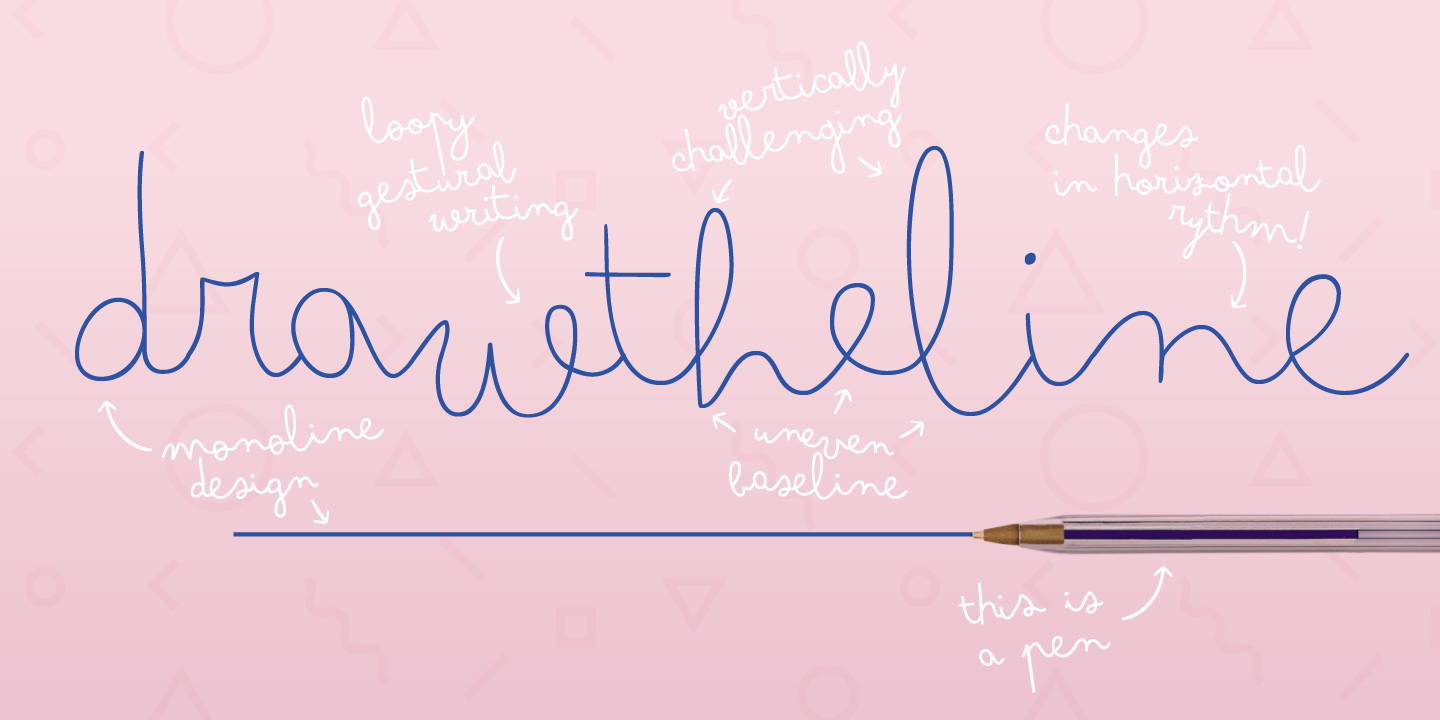 loopy
gestural
writing
vertically
challenging
changes
in horizontal
rythm!
drawtheline
monoline
design
uneven
baseline
this is
a pen